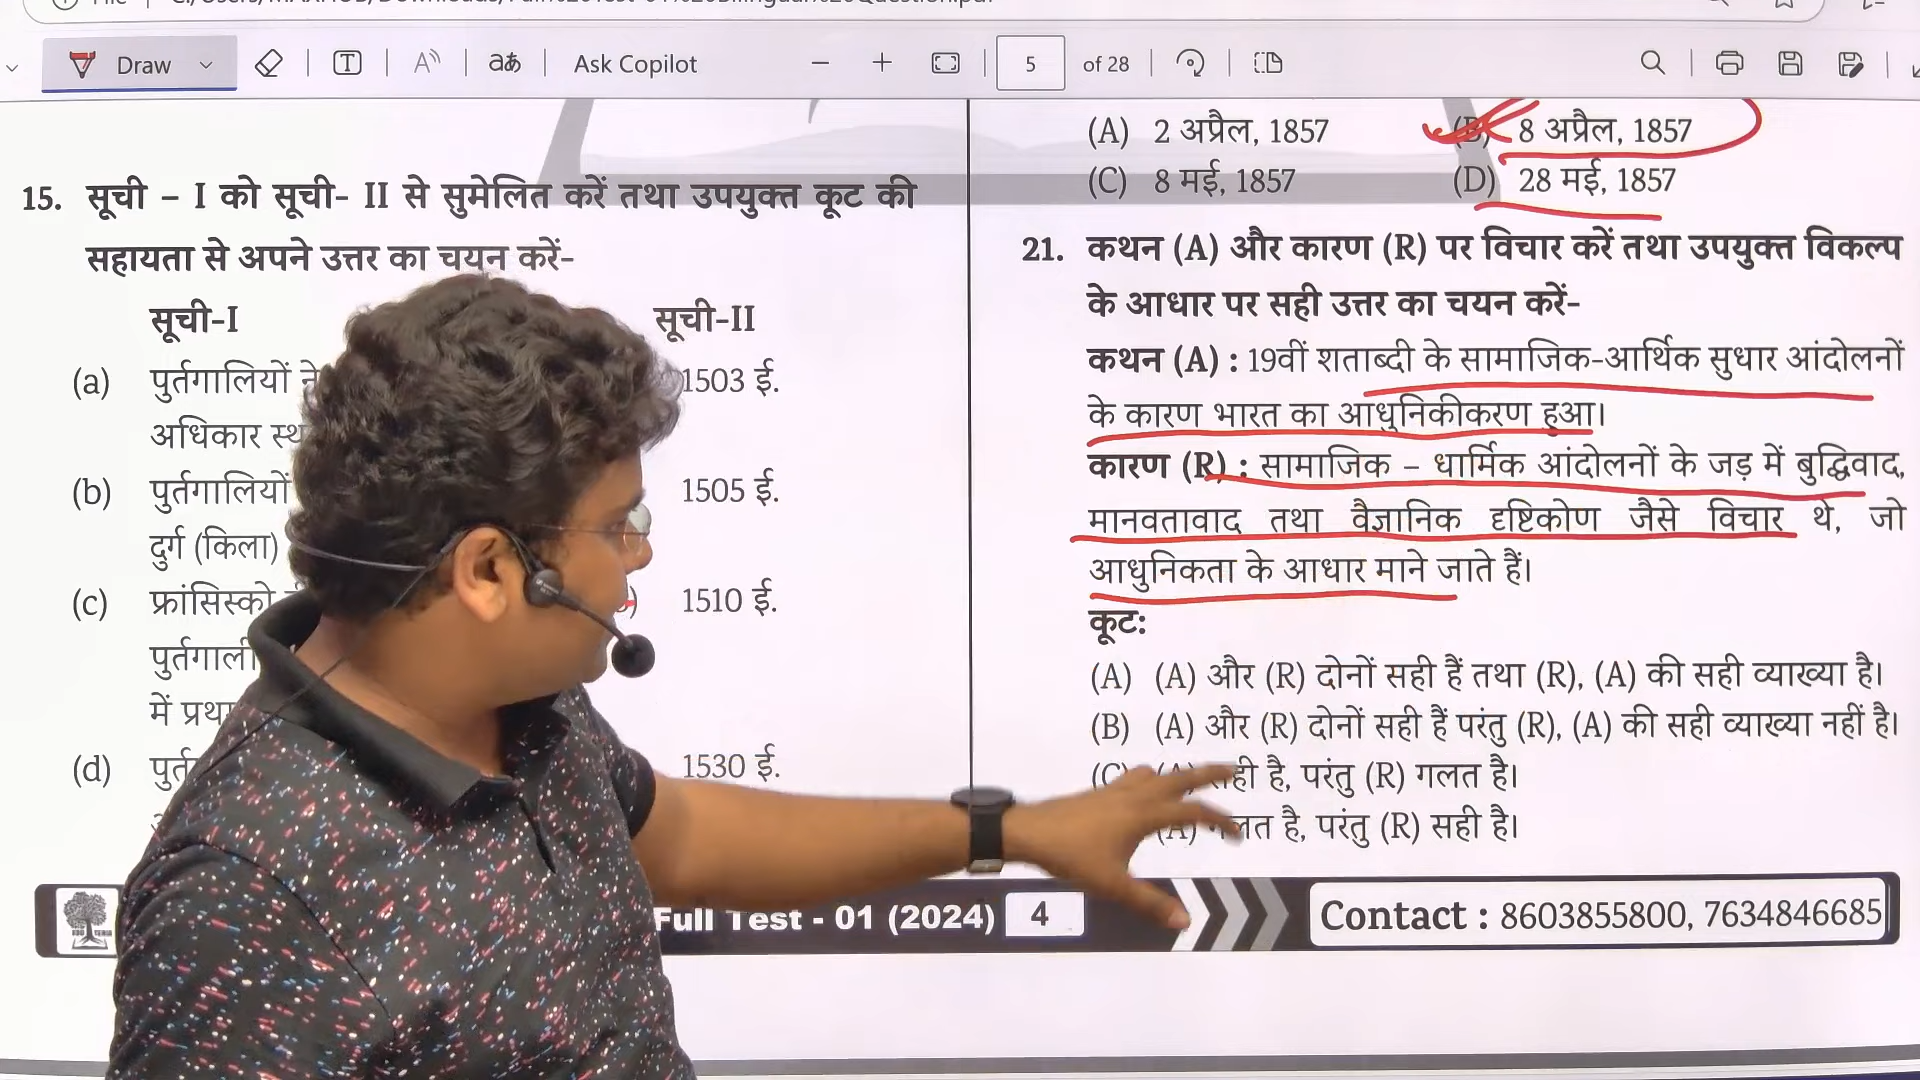 Draw
aあ
Ask Copilot
5
of 28
15. सूची – I को सूची- II से सुमेलित करें तथा उपयुक्त कूट की
सहायता से अपने उत्तर का चयन करें-
सूची-I
सूची-II
(a) पुर्तगालियों ने
1503 ई.
अधिकार
(b) पुर्तगालियों
1505 ई.
दुर्ग (किला)
(c) फ्रांसिस्को
1510 ई.
पुर्तगाली
में
(d)
1530 ई.
(A) 2 अप्रैल, 1857
(B) 8 अप्रैल, 1857
(C) 8 मई, 1857
(D) 28 मई, 1857
21. कथन (A) और कारण (R) पर विचार करें तथा उपयुक्त विकल्प
के आधार पर सही उत्तर का चयन करें-
कथन (A) : 19वीं शताब्दी के सामाजिक-आर्थिक सुधार आंदोलनों
के कारण भारत का आधुनिकीकरण हुआ।
कारण (R) : सामाजिक – धार्मिक आंदोलनों के जड़ में बुद्धिवाद,
मानवतावाद तथा वैज्ञानिक दृष्टिकोण जैसे विचार थे, जो
आधुनिकता के आधार माने जाते हैं।
कूट:
(A) (A) और (R) दोनों सही हैं तथा (R), (A) की सही व्याख्या है।
(B) (A) और (R) दोनों सही हैं परंतु (R), (A) की सही व्याख्या नहीं है।
(C) (A) सही है, परंतु (R) गलत है।
(A) गलत है, परंतु (R) सही है।
Full Test - 01 (2024) 4
Contact : 8603855800, 7634846685